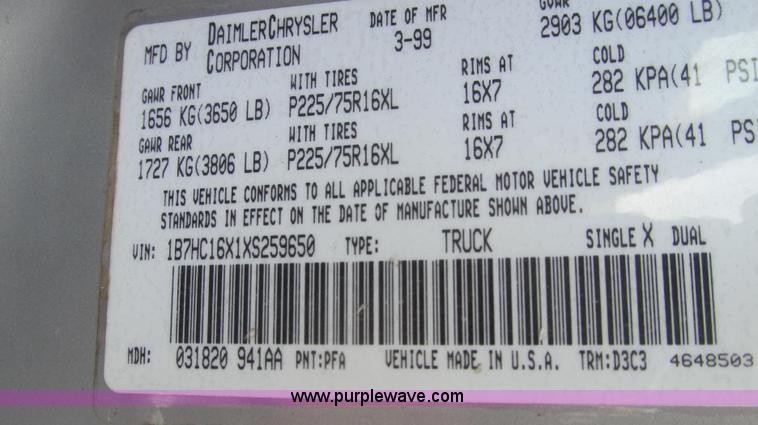 MFD BY DAIMLERCHRYSLER CORPORATION DATE OF MFR 3-99 GVWR 2903 KG(06400 LB)
GAWR FRONT WITH TIRES RIMS AT COLD
1656 KG(3650 LB) P225/75R16XL 16X7 282 KPA(41 PSI
GAWR REAR WITH TIRES RIMS AT COLD
1727 KG(3806 LB) P225/75R16XL 16X7 282 KPA(41 PS
THIS VEHICLE CONFORMS TO ALL APPLICABLE FEDERAL MOTOR VEHICLE SAFETY
STANDARDS IN EFFECT ON THE DATE OF MANUFACTURE SHOWN ABOVE.
VIN: 1B7HC16X1XS259650 TYPE: TRUCK SINGLE X DUAL
MDH: 031820 941AA PNT:PFA VEHICLE MADE IN U.S.A. TRM:D3C3 4648503
www.purplewave.com